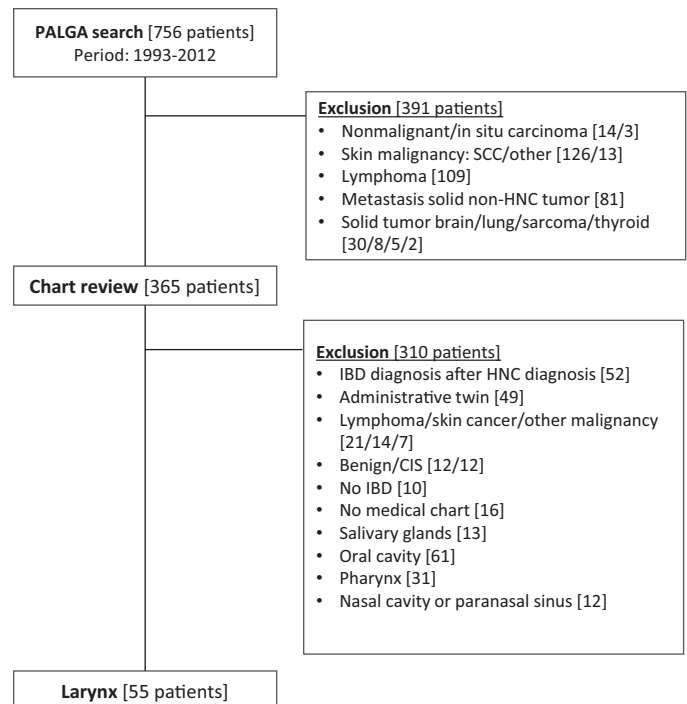 PALGA search [756 patients]
Period: 1993-2012
Exclusion [391 patients]
• Nonmalignant/in situ carcinoma [14/3]
• Skin malignancy: SCC/other [126/13]
• Lymphoma [109]
• Metastasis solid non-HNC tumor [81]
• Solid tumor brain/lung/sarcoma/thyroid
[30/8/5/2]
Chart review [365 patients]
Exclusion [310 patients]
• IBD diagnosis after HNC diagnosis [52]
• Administrative twin [49]
• Lymphoma/skin cancer/other malignancy
[21/14/7]
• Benign/CIS [12/12]
• No IBD [10]
• No medical chart [16]
• Salivary glands [13]
• Oral cavity [61]
• Pharynx [31]
• Nasal cavity or paranasal sinus [12]
Larynx [55 patients]